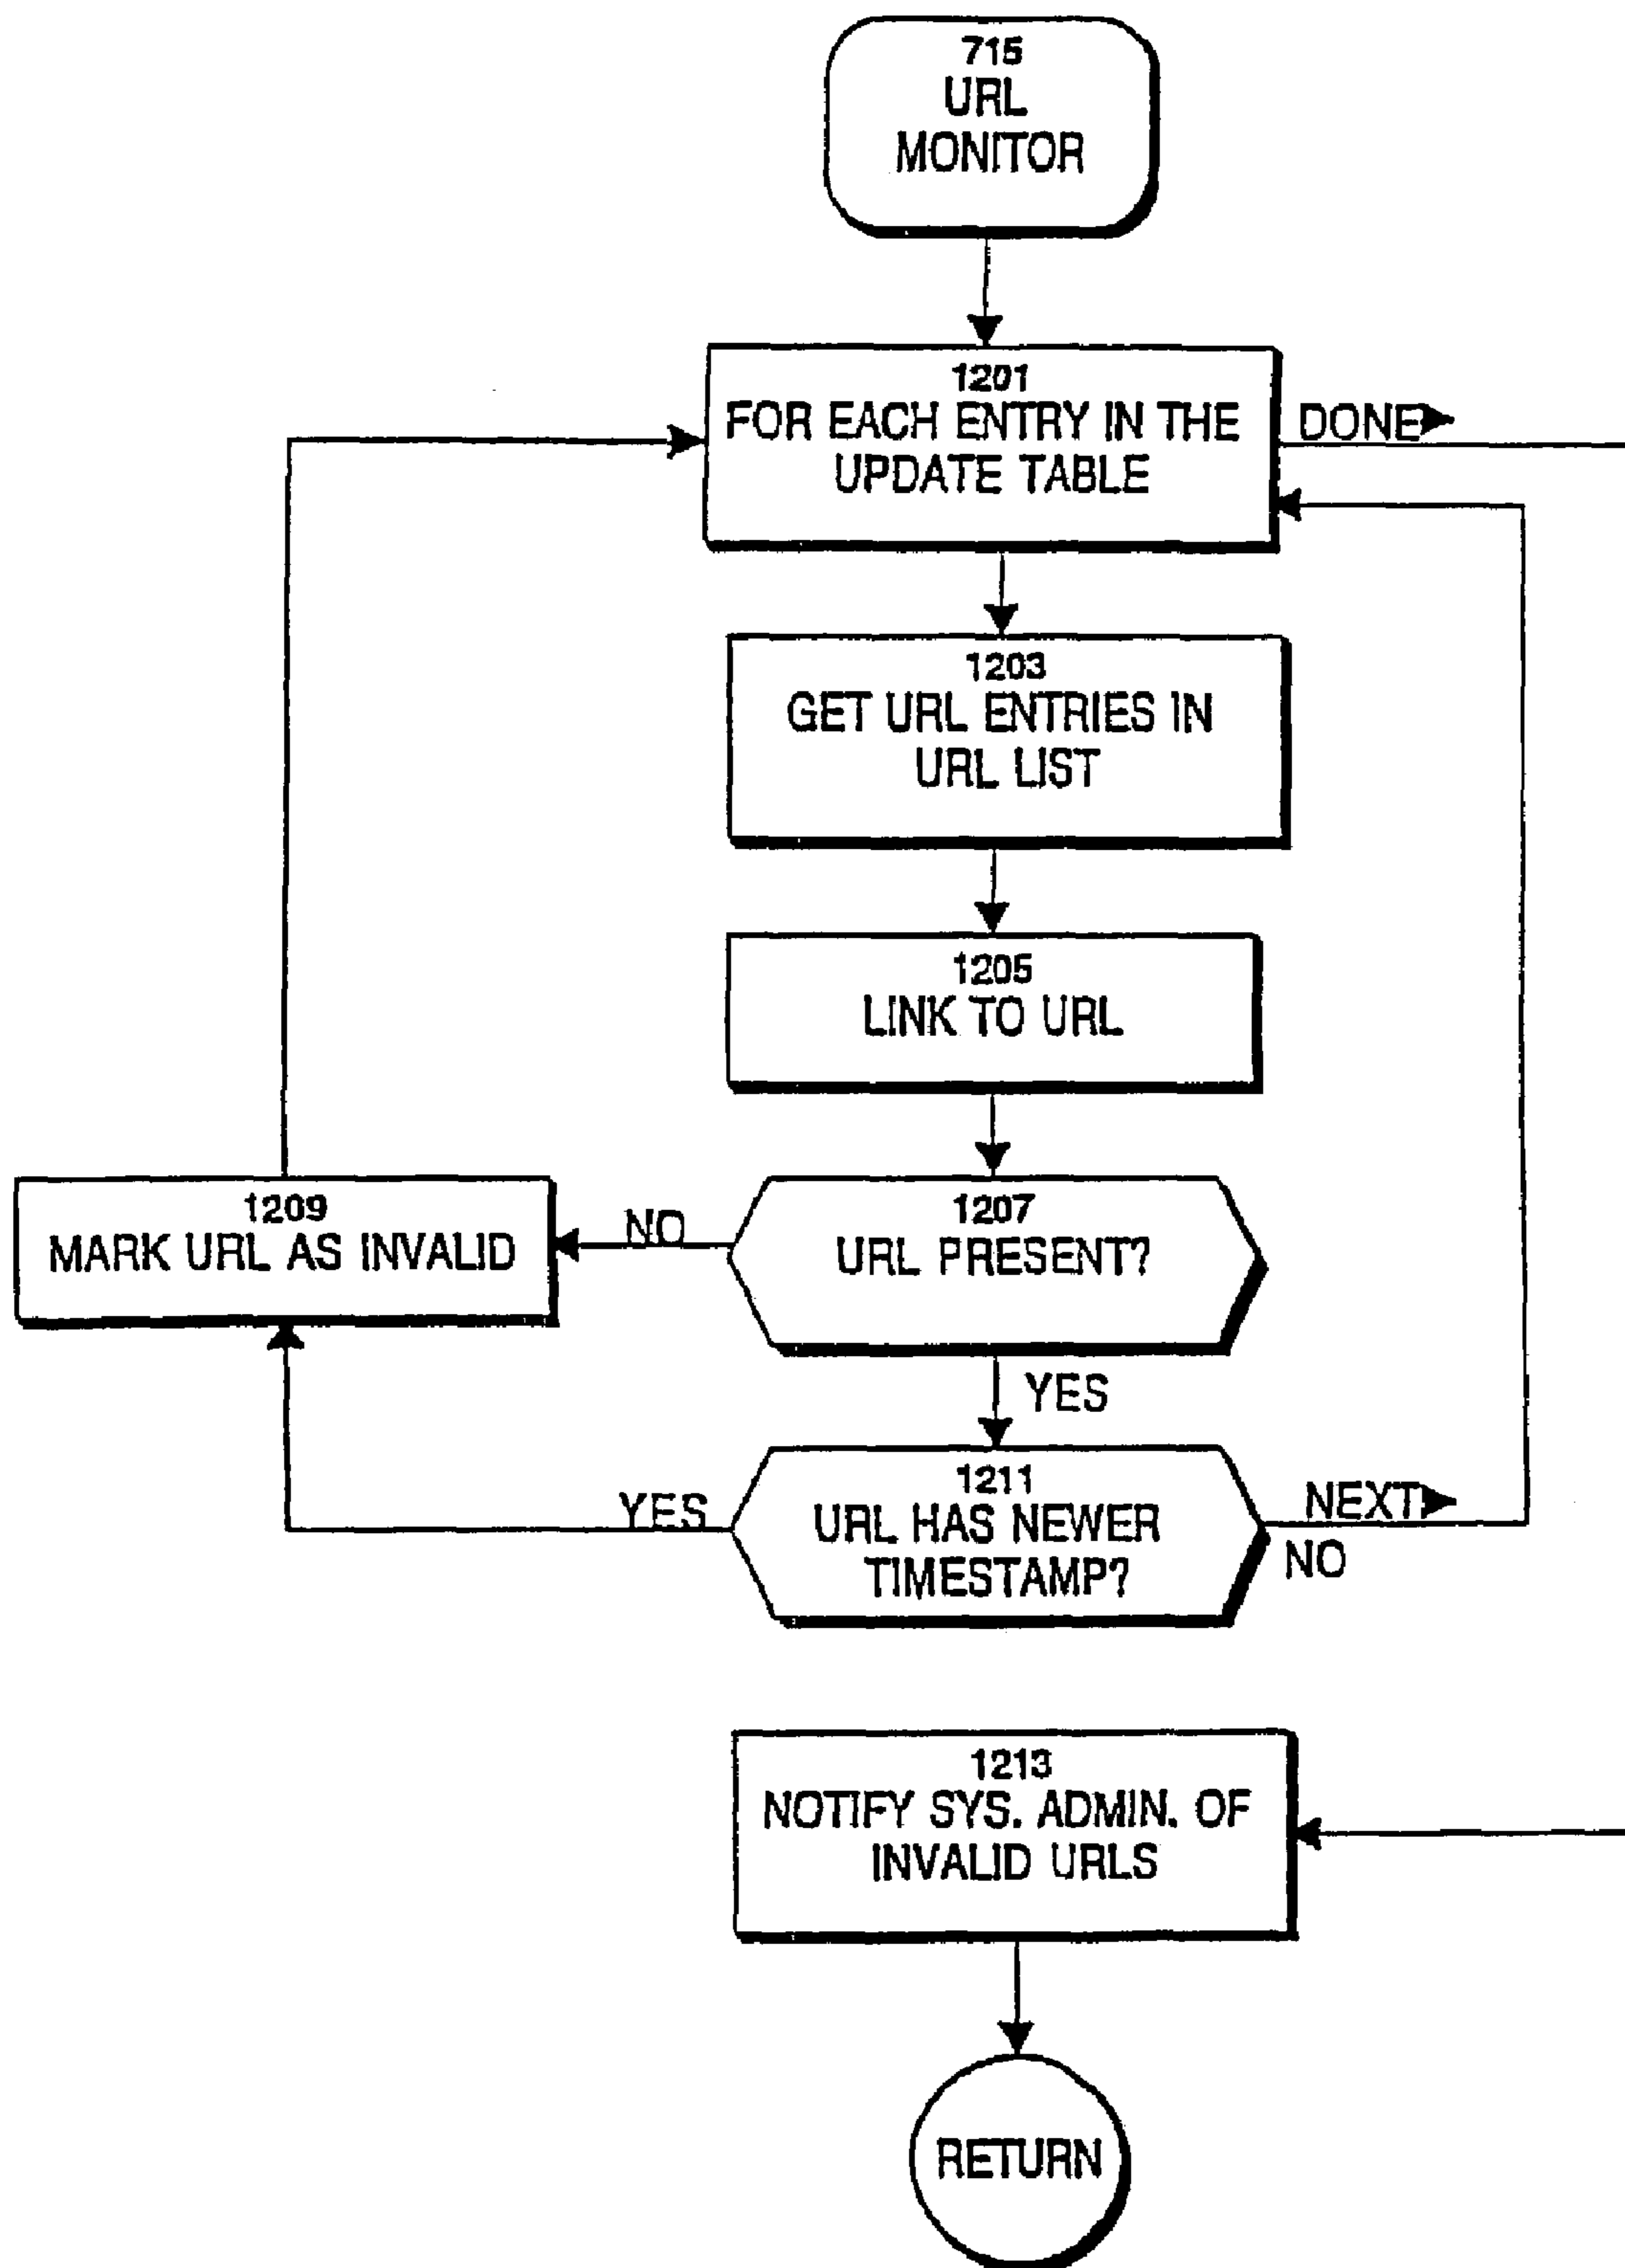 715
URL
MONITOR
1201
FOR EACH ENTRY IN THE
UPDATE TABLE
DONE
1203
GET URL ENTRIES IN
URL LIST
1205
LINK TO URL
1207
URL PRESENT?
NO
1209
MARK URL AS INVALID
YES
1211
URL HAS NEWER
TIMESTAMP?
YES
NEXT
NO
1213
NOTIFY SYS. ADMIN. OF
INVALID URLS
RETURN